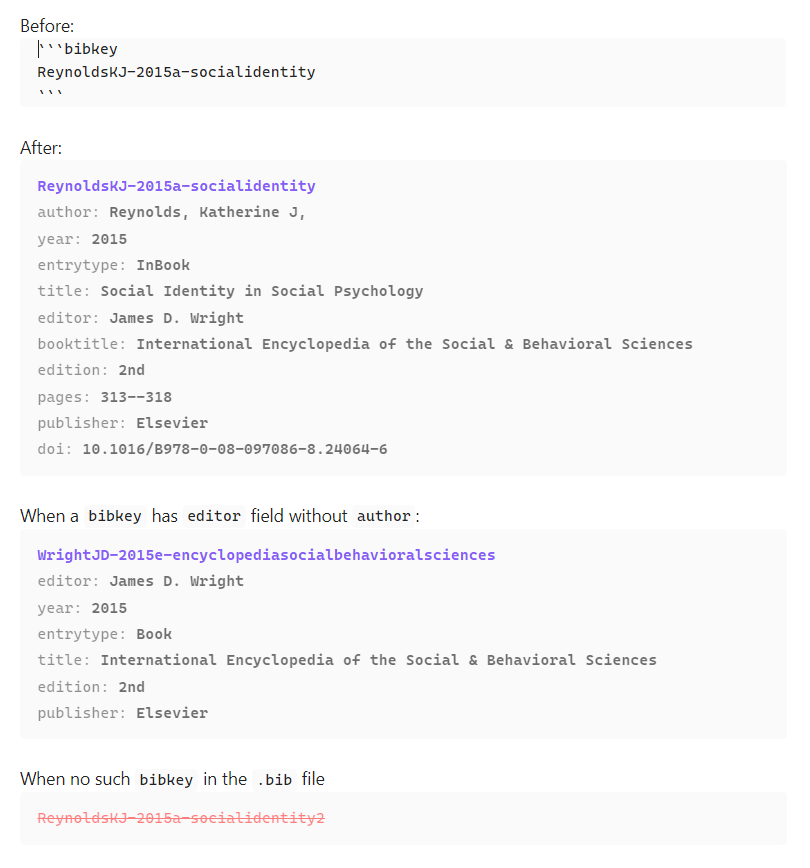 Before:
```bibkey
ReynoldsKJ-2015a-socialidentity
```
After:
ReynoldsKJ-2015a-socialidentity
author: Reynolds, Katherine J,
year: 2015
entrytype: InBook
title: Social Identity in Social Psychology
editor: James D. Wright
booktitle: International Encyclopedia of the Social & Behavioral Sciences
edition: 2nd
pages: 313--318
publisher: Elsevier
doi: 10.1016/B978-0-08-097086-8.24064-6
When a bibkey has editor field without author:
WrightJD-2015e-encyclopediasocialbehavioralsciences
editor: James D. Wright
year: 2015
entrytype: Book
title: International Encyclopedia of the Social & Behavioral Sciences
edition: 2nd
publisher: Elsevier
When no such bibkey in the .bib file
ReynoldsKJ-2015a-socialidentity2